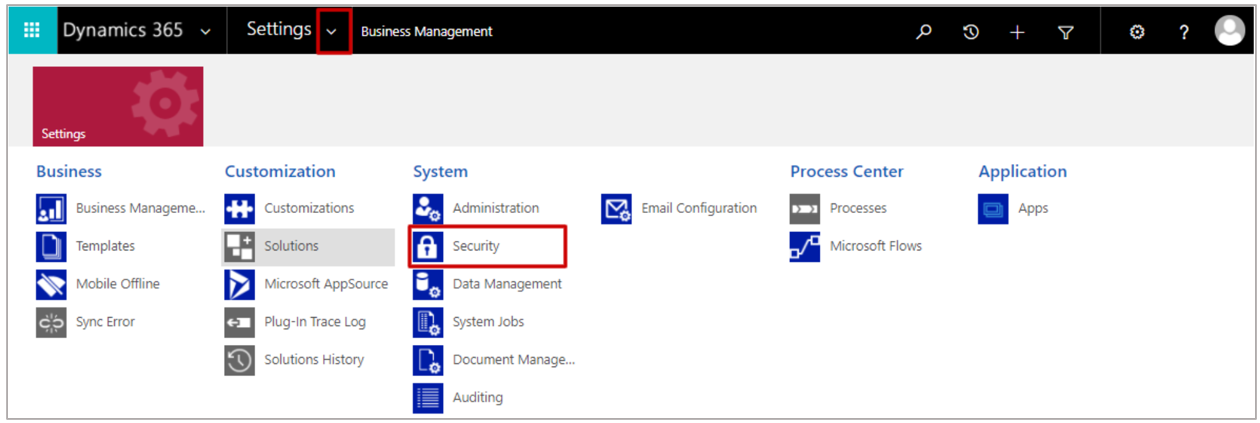 Dynamics 365 Settings Business Management ?
Settings
Business Customization System Process Center Application
Business Manageme... Customizations Administration Email Configuration Processes Apps
Templates Solutions Security Microsoft Flows
Mobile Offline Microsoft AppSource Data Management
Sync Error Plug-In Trace Log System Jobs
Solutions History Document Manage...
Auditing